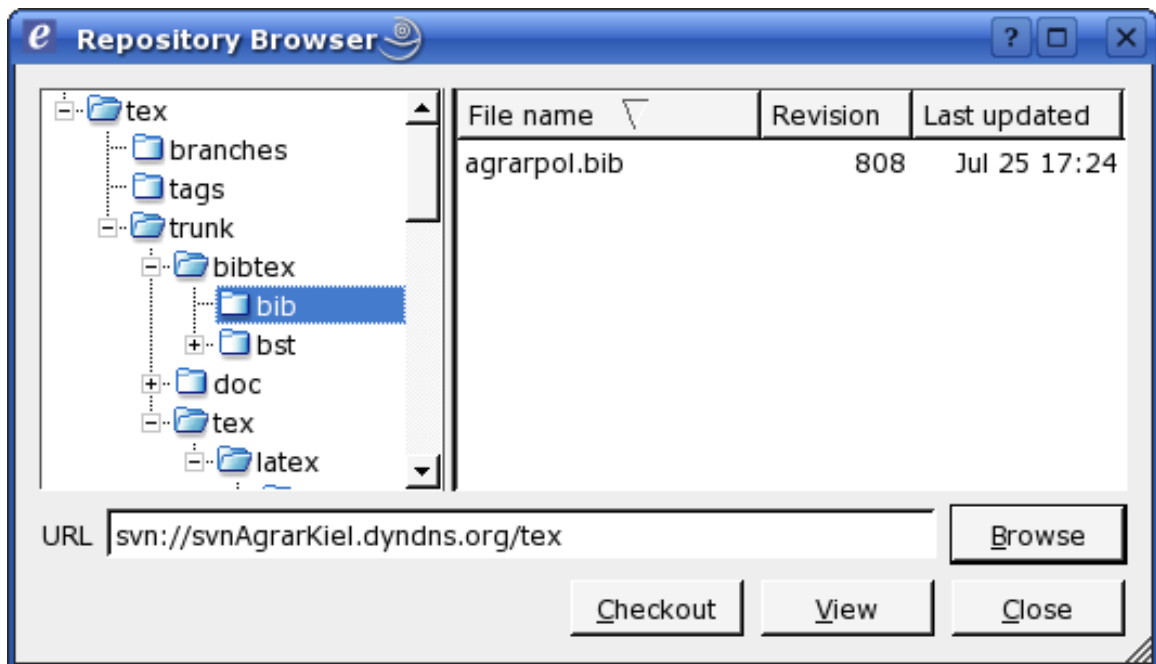 e Repository Browser ?
tex
branches
tags
trunk
bibtex
bib
bst
doc
tex
latex
File name Revision Last updated
agrarpol.bib 808 Jul 25 17:24
URL svn://svnAgrarKiel.dyndns.org/tex Browse
Checkout View Close